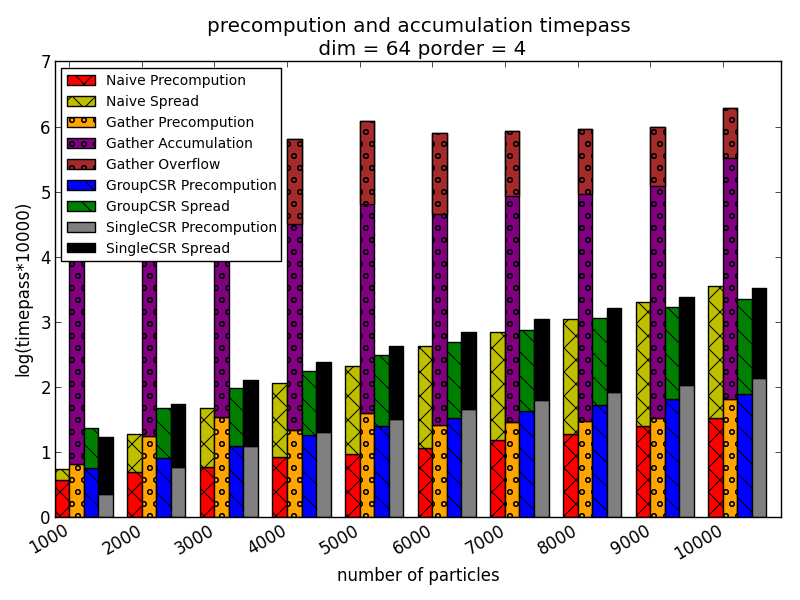 precompution and accumulation timepass
dim = 64 porder = 4
log(timepass*10000)
7
6
5
4
3
2
1
0
Naive Precompution
Naive Spread
Gather Precompution
Gather Accumulation
Gather Overflow
GroupCSR Precompution
GroupCSR Spread
SingleCSR Precompution
SingleCSR Spread
1000
2000
3000
4000
5000
6000
7000
8000
9000
10000
number of particles